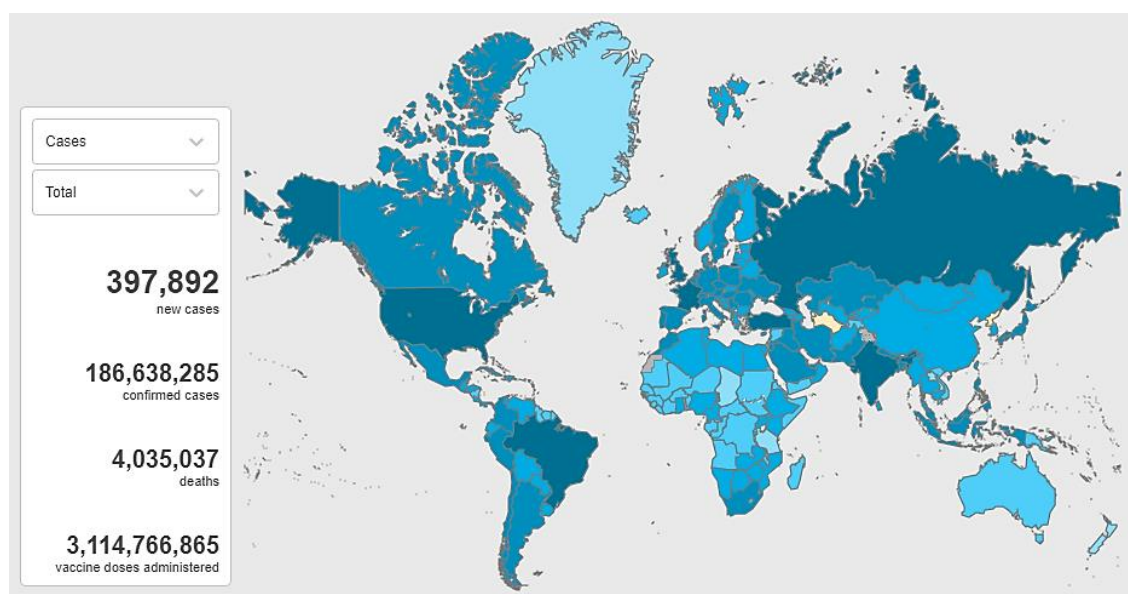 Cases
Total
397,892
new cases
186,638,285
confirmed cases
4,035,037
deaths
3,114,766,865
vaccine doses administered